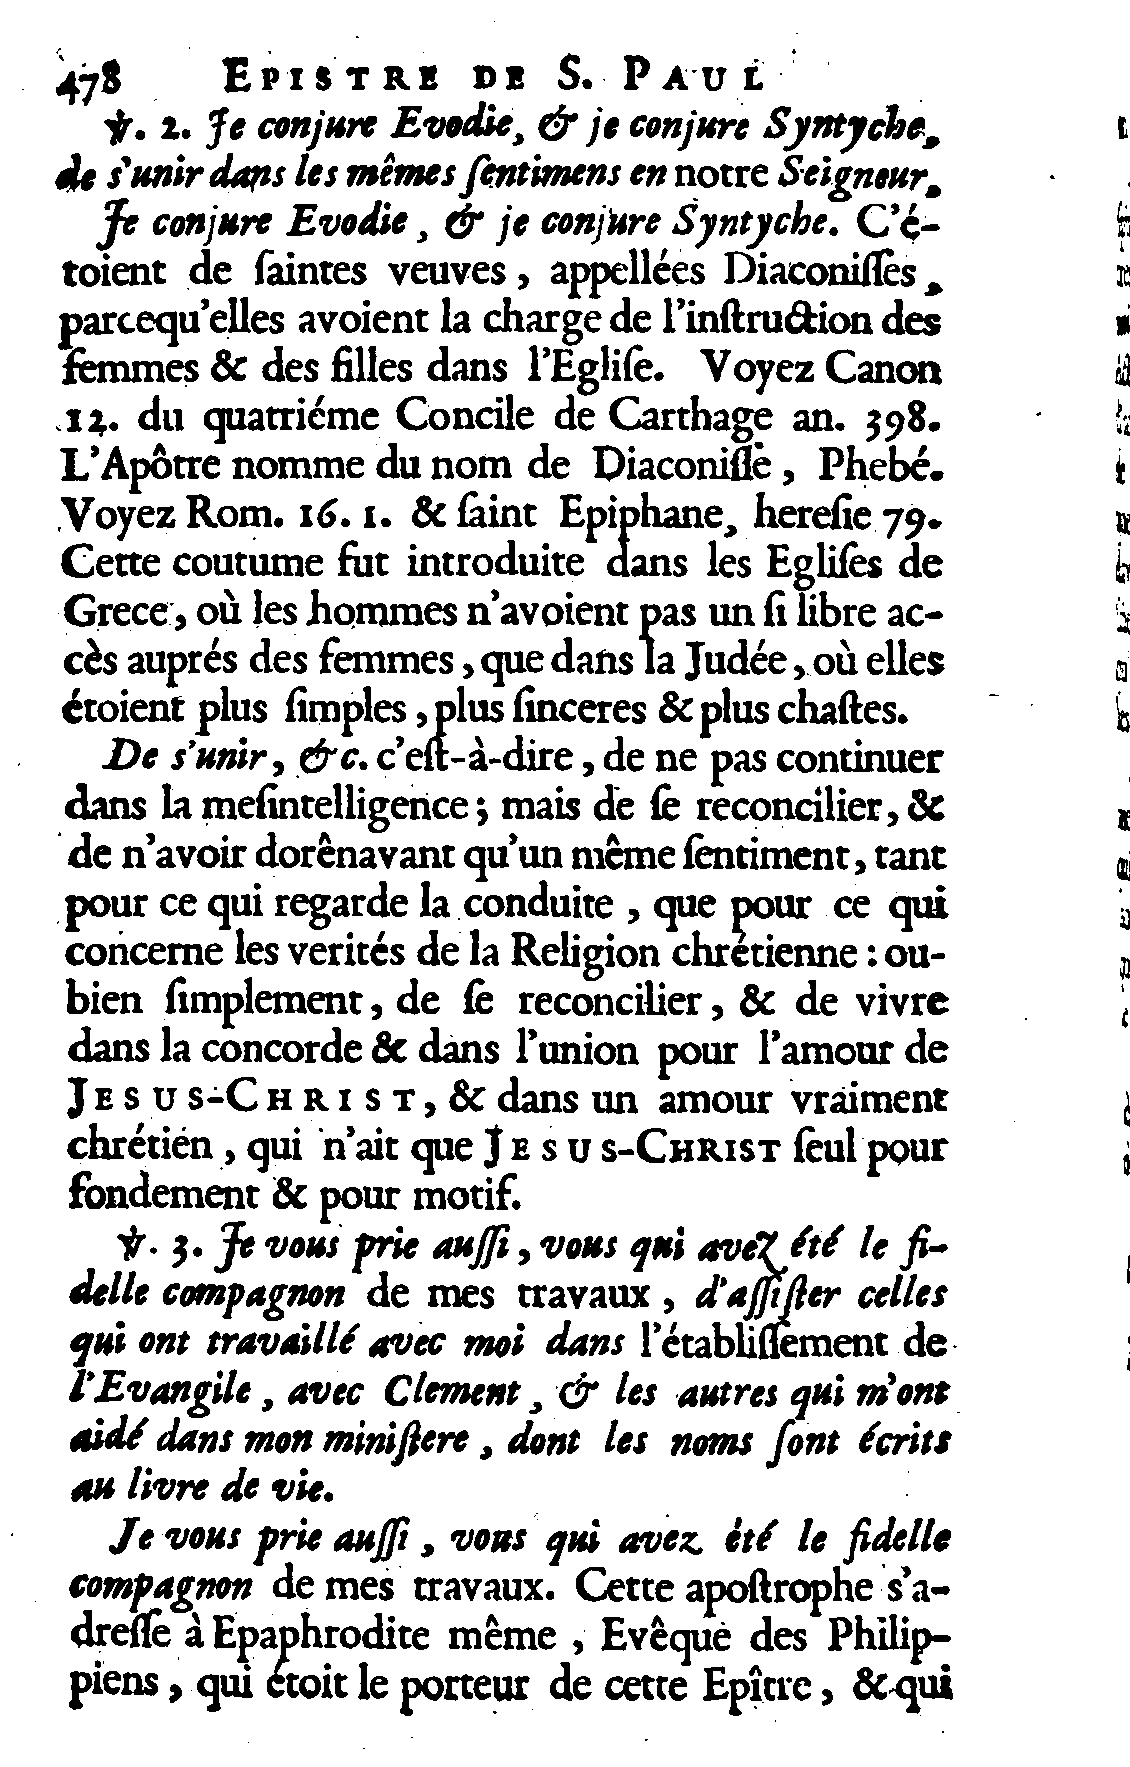 478 EPISTRE DE S. PAUL
℣. 2. Je conjure Evodie, & je conjure Syntyche,
de s'unir dans les mêmes ſentimens en notre Seigneur.
Je conjure Evodie, & je conjure Syntyche. C'é-
toient de ſaintes veuves, appellées Diaconiſſes,
parcequ'elles avoient la charge de l'inſtruction des
femmes & des filles dans l'Egliſe. Voyez Canon
12. du quatriéme Concile de Carthage an. 398.
L'Apôtre nomme du nom de Diaconiſſe, Phebé.
Voyez Rom. 16. 1. & ſaint Epiphane, hereſie 79.
Cette coutume fut introduite dans les Egliſes de
Grece, où les hommes n'avoient pas un ſi libre ac-
cès auprés des femmes, que dans la Judée, où elles
étoient plus ſimples, plus ſinceres & plus chaſtes.
De s'unir, &c. c'eſt-à-dire, de ne pas continuer
dans la meſintelligence; mais de ſe reconcilier, &
de n'avoir dorênavant qu'un même ſentiment, tant
pour ce qui regarde la conduite, que pour ce qui
concerne les verités de la Religion chrétienne: ou-
bien ſimplement, de ſe reconcilier, & de vivre
dans la concorde & dans l'union pour l'amour de
JESUS-CHRIST, & dans un amour vraiment
chrétien, qui n'ait que JESUS-CHRIST ſeul pour
fondement & pour motif.
℣. 3. Je vous prie auſſi, vous qui avez été le fi-
delle compagnon de mes travaux, d'aſſiſter celles
qui ont travaillé avec moi dans l'établiſſement de
l'Evangile, avec Clement, & les autres qui m'ont
aidé dans mon miniſtere, dont les noms ſont écrits
au livre de vie.
Je vous prie auſſi, vous qui avez été le fidelle
compagnon de mes travaux. Cette apoſtrophe s'a-
dreſſe à Epaphrodite même, Evêque des Philip-
piens, qui étoit le porteur de cette Epître, & qui